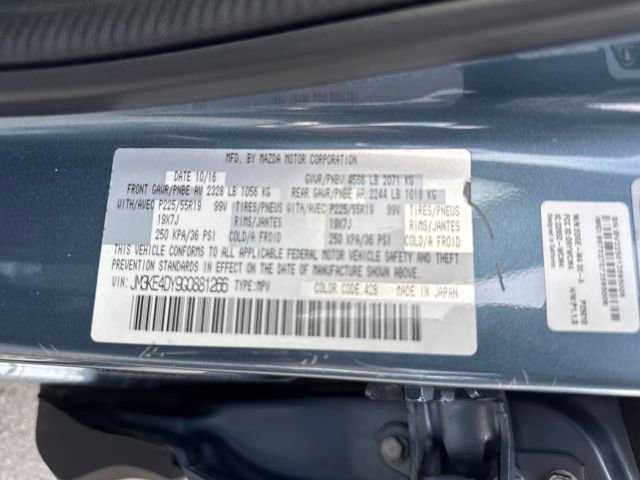 MFD. BY MAZDA MOTOR CORPORATION
DATE 10/16 GVWR/PNBV 4566 LB 2071 KG
FRONT GAWR/PNBE AV 2328 LB 1056 KG REAR GAWR/PNBE AR 2244 LB 1018 KG
WITH/AVEC P225/55R19 99V TIRES/PNEUS WITH/AVEC P225/55R19 99V TIRES/PNEUS
19X7J RIMS/JANTES 19X7J RIMS/JANTES
250 KPA/36 PSI COLD/A FROID 250 KPA/36 PSI COLD/A FROID
THIS VEHICLE CONFORMS TO ALL APPLICABLE FEDERAL MOTOR VEHICLE SAFETY AND THEFT PREVENTION
STANDARDS IN EFFECT ON THE DATE OF MANUFACTURE SHOWN ABOVE.
VIN: JM3KE4DY9G0881266 TYPE:MPV COLOR CODE:42B MADE IN JAPAN